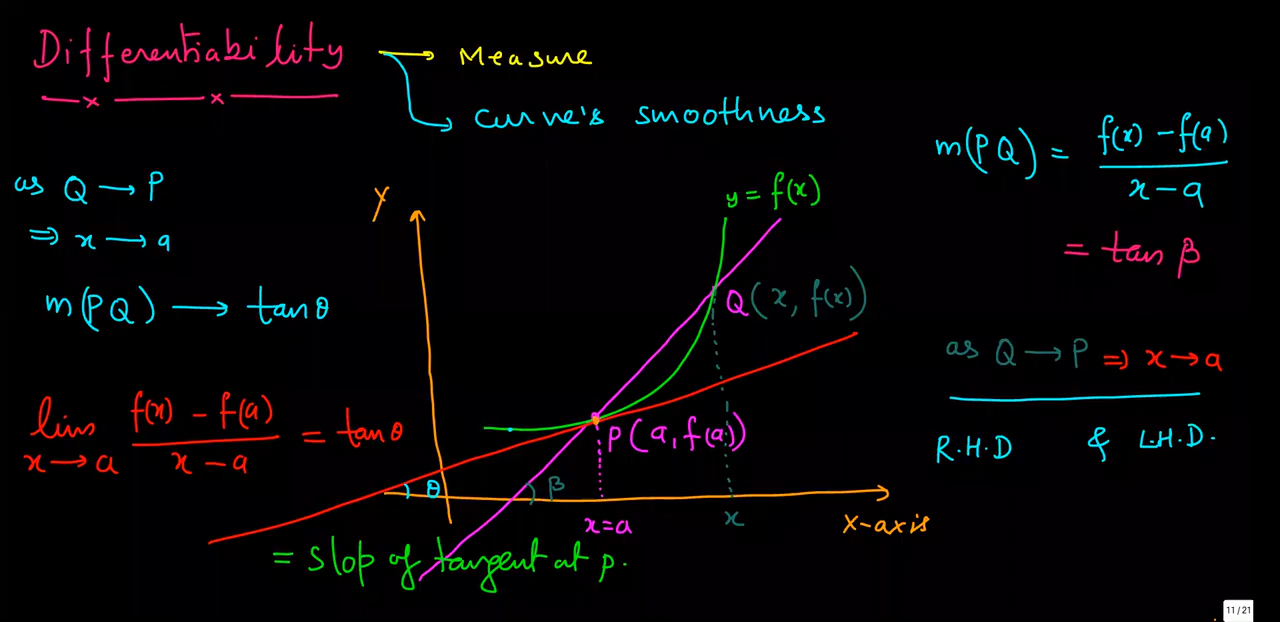 Differentiability
→ Measure
→ Curve's smoothness
as Q → P
⇒ x → a
m(PQ) → tanθ
lim x→a (f(x) - f(a))/(x - a) = tanθ
= Slop of tangent at P.
Y
y = f(x)
Q(x, f(x))
P(a, f(a))
θ
β
x=a
x
X-axis
m(PQ) = (f(x) - f(a))/(x - a)
= tan β
as Q → P ⇒ x → a
R.H.D & L.H.D.
11 / 21